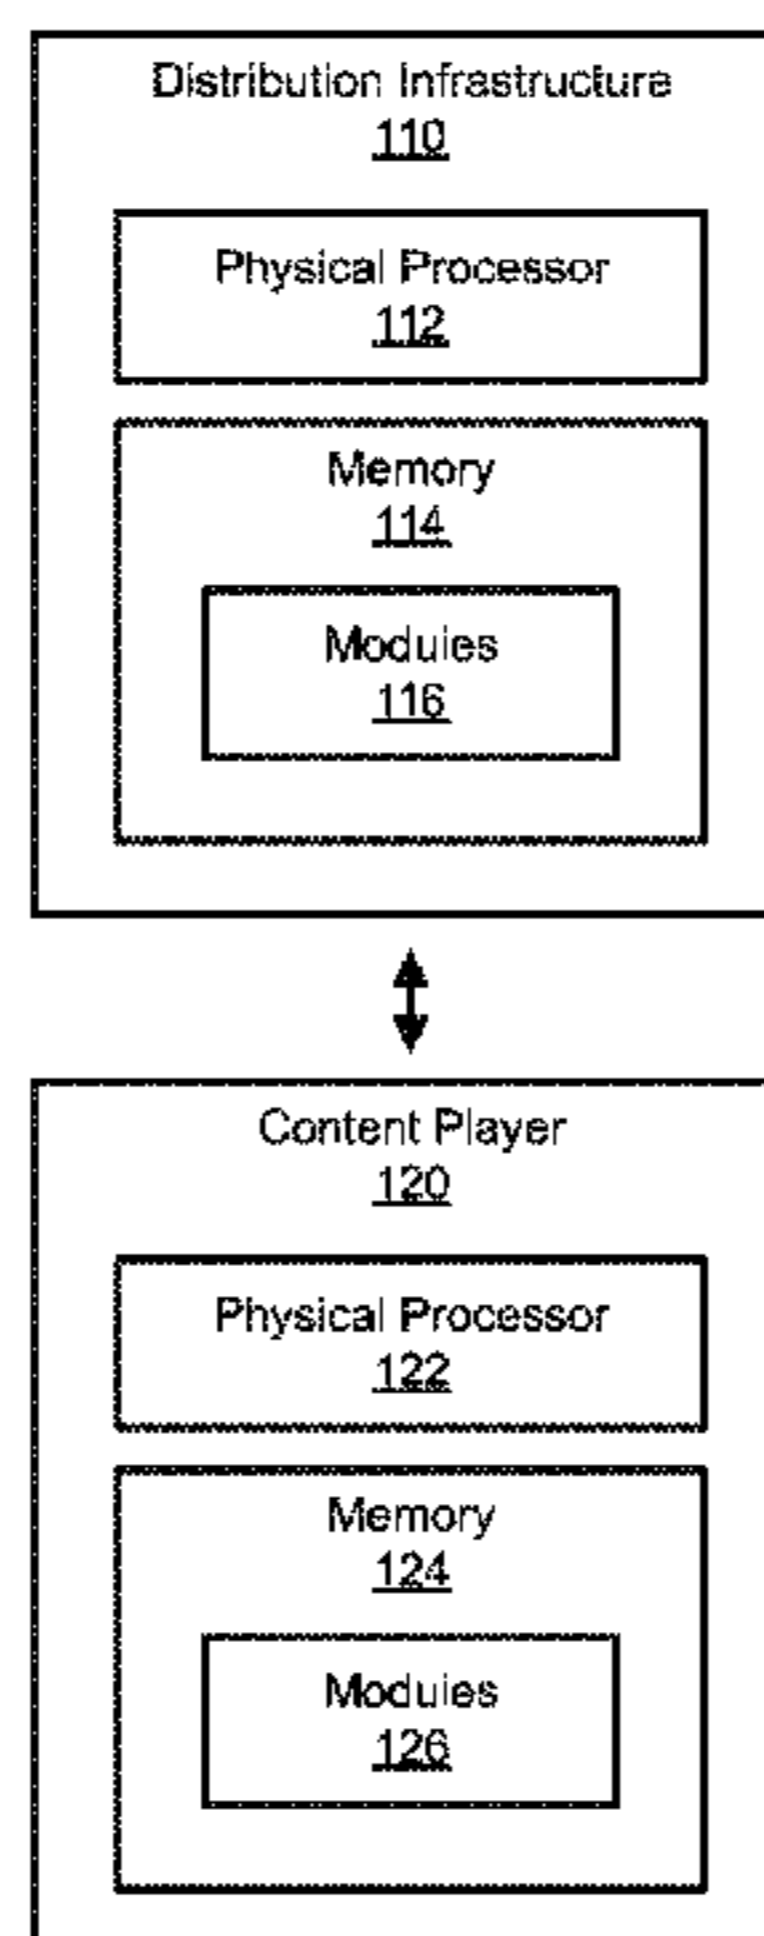 Distribution Infrastructure
110
Physical Processor
112
Memory
114
Modules
116
Content Player
120
Physical Processor
122
Memory
124
Modules
126